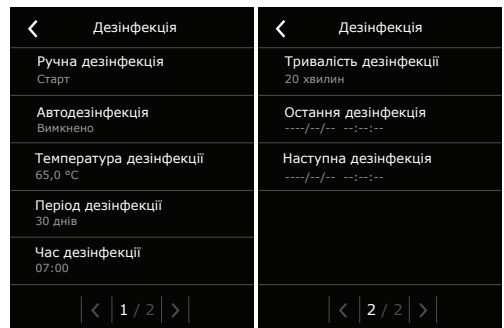 Дезінфекція
Ручна дезінфекція
Старт
Автодезінфекція
Вимкнено
Температура дезінфекції
65,0 °C
Період дезінфекції
30 днів
Час дезінфекції
07:00
1 / 2
Дезінфекція
Тривалість дезінфекції
20 хвилин
Остання дезінфекція
----/--/-- --:--:--
Наступна дезінфекція
----/--/-- --:--:--
2 / 2